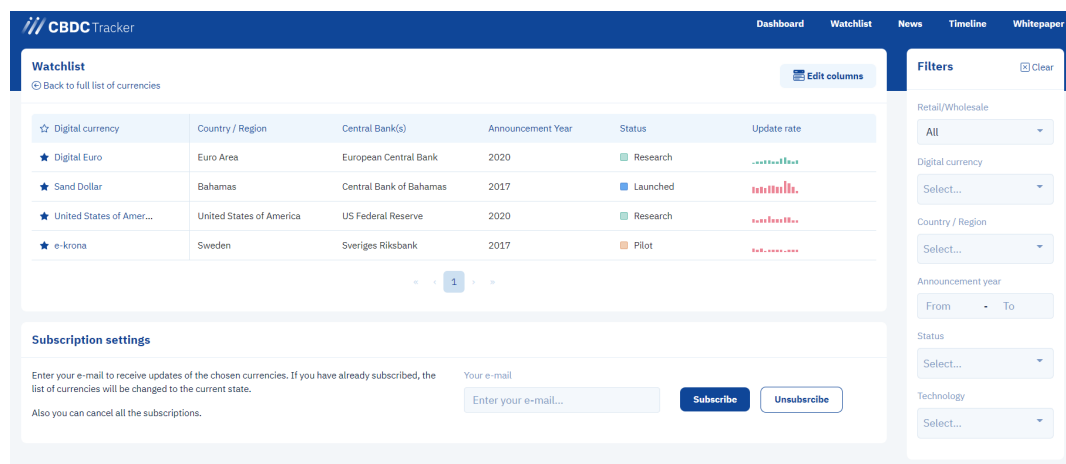 CBDC Tracker
Dashboard Watchlist News Timeline Whitepaper
Watchlist
Back to full list of currencies
Edit columns
Digital currency Country / Region Central Bank(s) Announcement Year Status Update rate
Digital Euro Euro Area European Central Bank 2020 Research
Sand Dollar Bahamas Central Bank of Bahamas 2017 Launched
United States of Amer... United States of America US Federal Reserve 2020 Research
e-krona Sweden Sveriges Riksbank 2017 Pilot
« ‹ 1 › »
Subscription settings
Enter your e-mail to receive updates of the chosen currencies. If you have already subscribed, the
list of currencies will be changed to the current state.
Also you can cancel all the subscriptions.
Your e-mail
Enter your e-mail...
Subscribe
Unsubsrcibe
Filters
Clear
Retail/Wholesale
All
Digital currency
Select...
Country / Region
Select...
Announcement year
From - To
Status
Select...
Technology
Select...